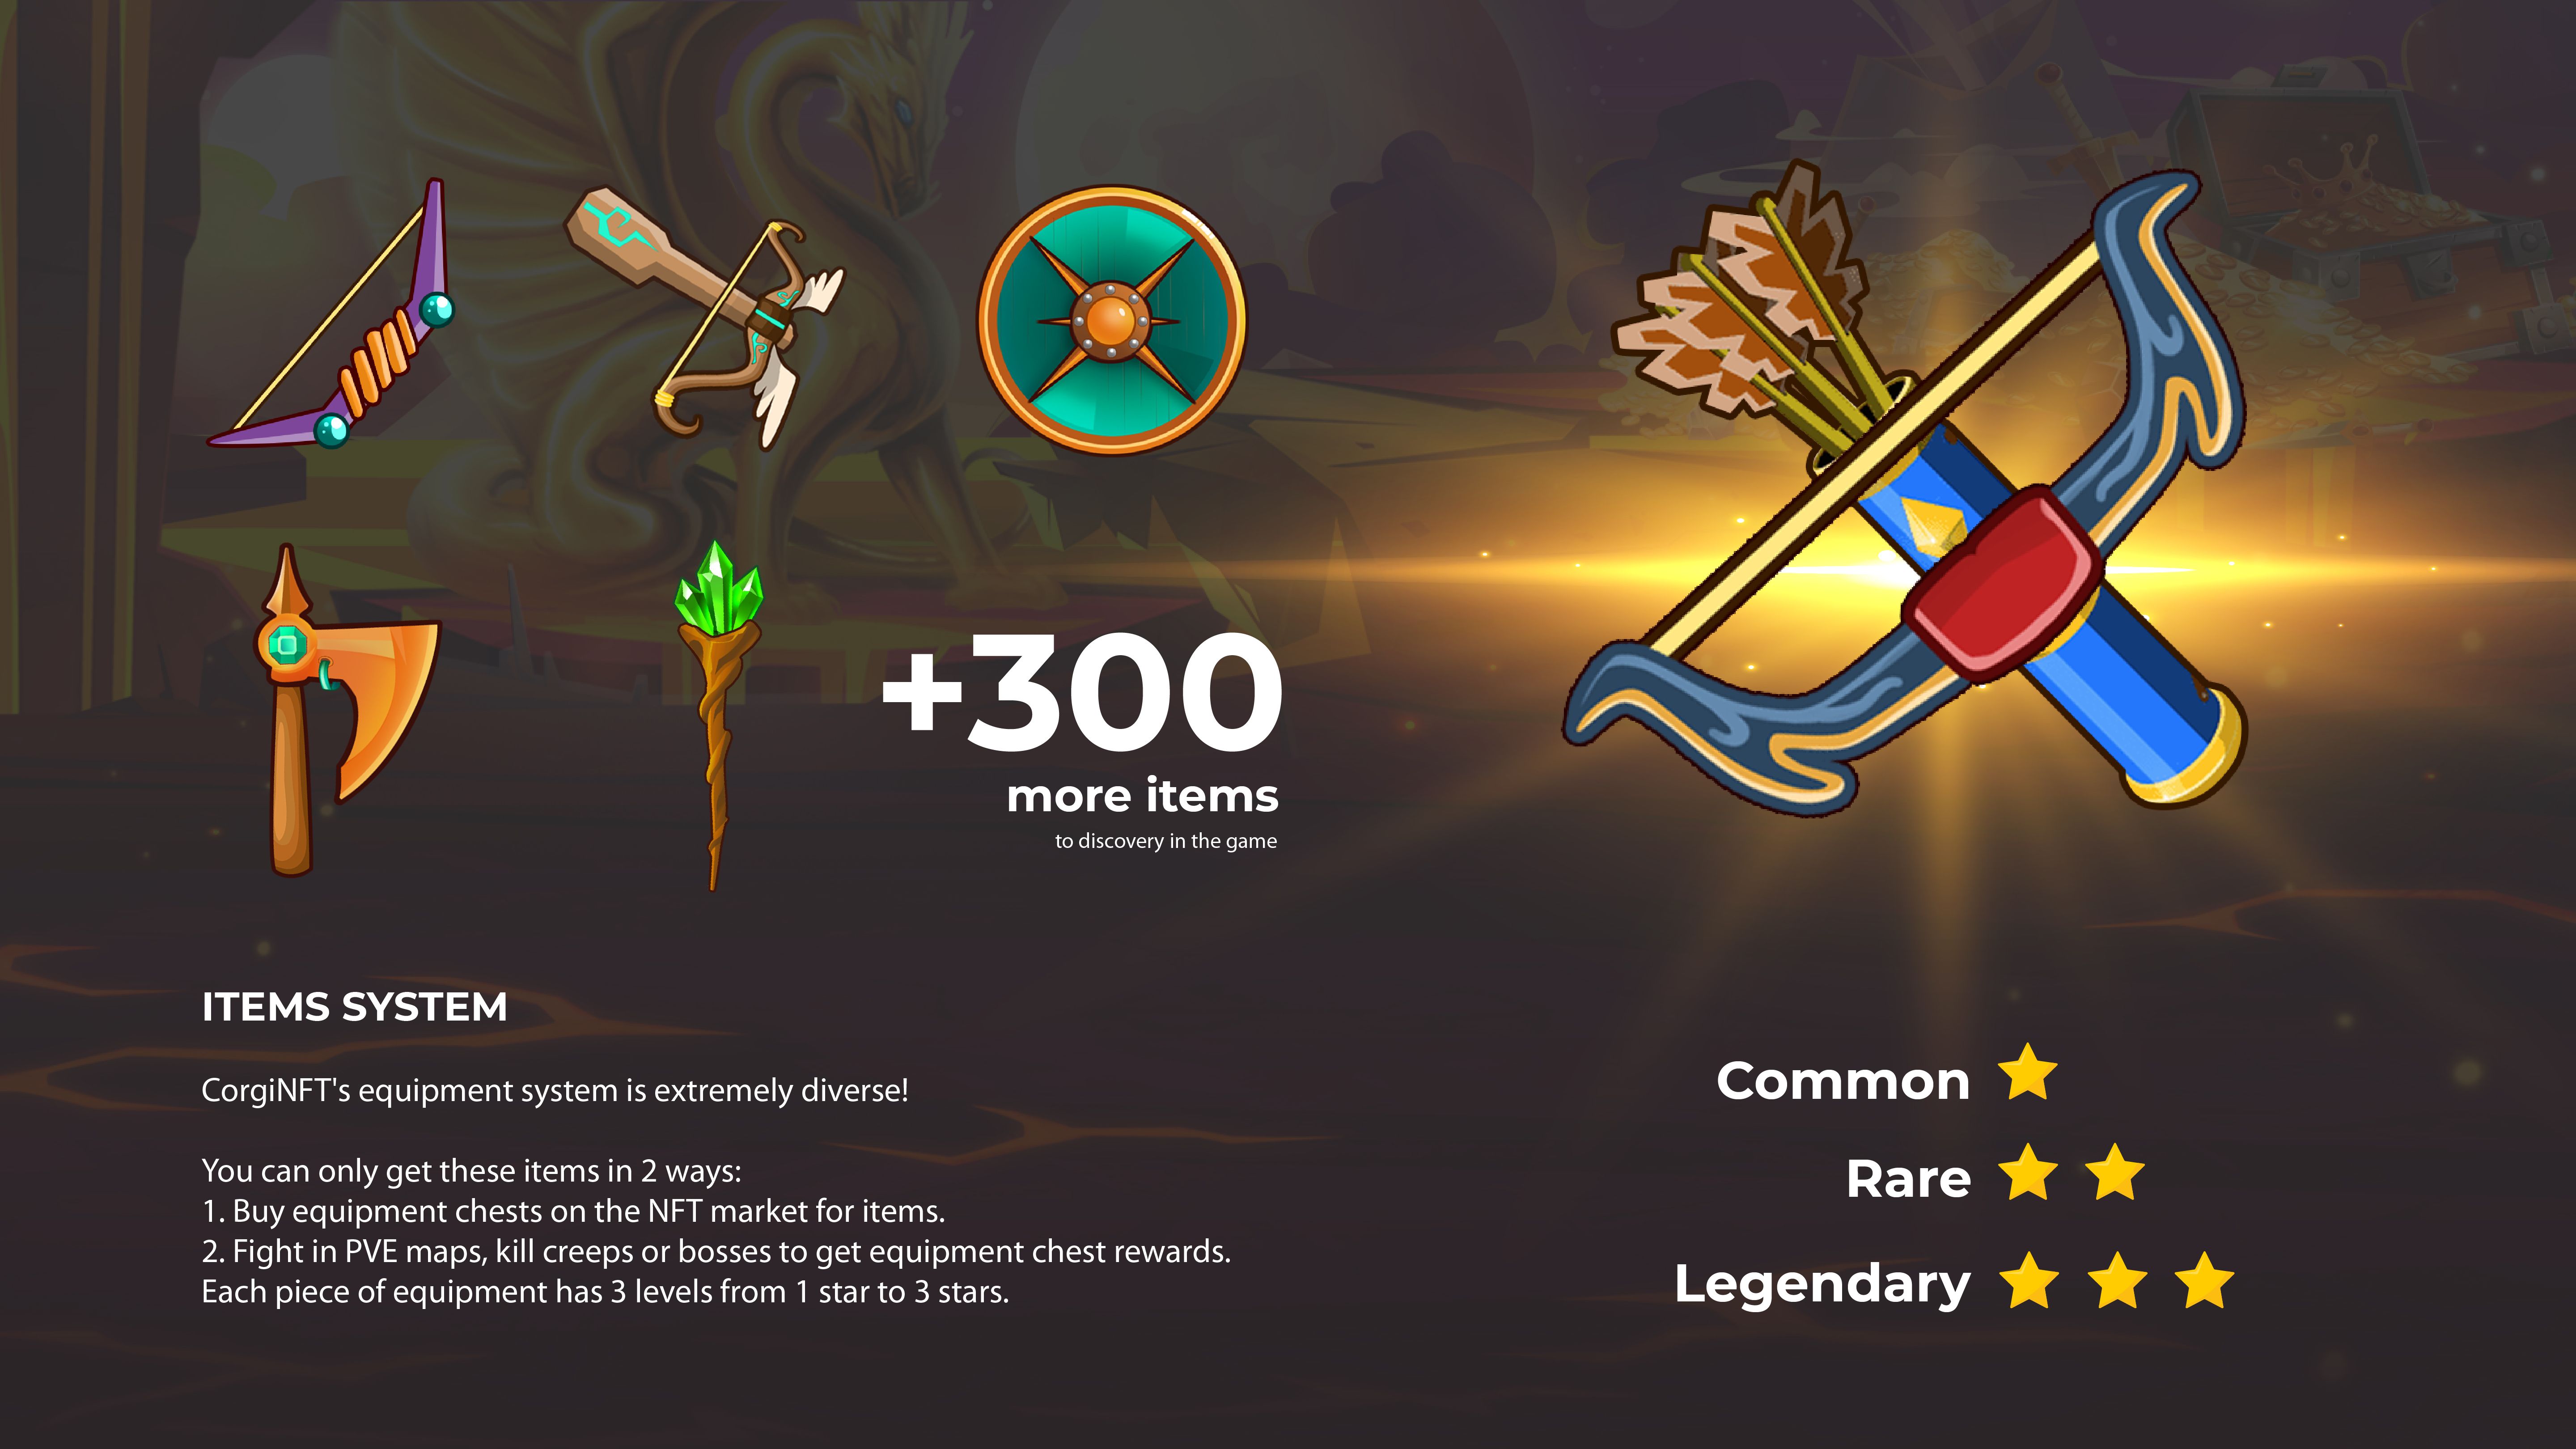 +300
more items
to discovery in the game
ITEMS SYSTEM
CorgiNFT's equipment system is extremely diverse!
You can only get these items in 2 ways:
1. Buy equipment chests on the NFT market for items.
2. Fight in PVE maps, kill creeps or bosses to get equipment chest rewards.
Each piece of equipment has 3 levels from 1 star to 3 stars.
Common
Rare
Legendary